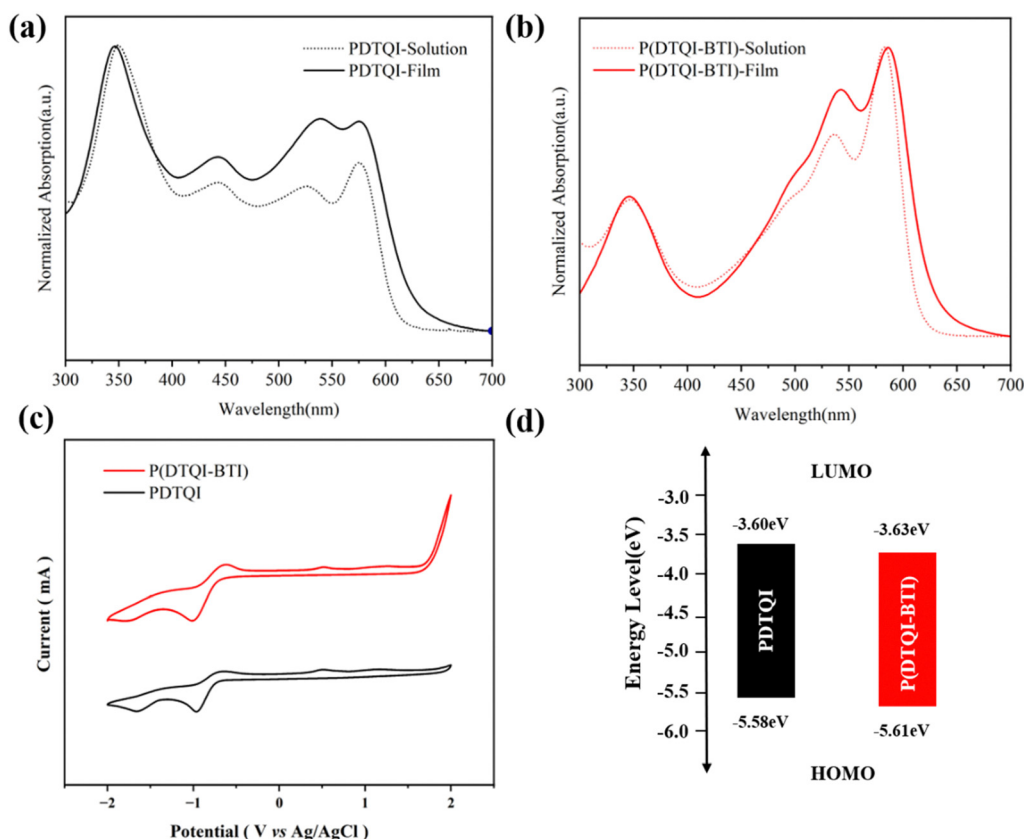 (a)
PDTQI-Solution
PDTQI-Film
Normalized Absorption(a.u.)
300 350 400 450 500 550 600 650 700
Wavelength(nm)
(b)
P(DTQI-BTI)-Solution
P(DTQI-BTI)-Film
Normalized Absorption(a.u.)
300 350 400 450 500 550 600 650 700
Wavelength(nm)
(c)
P(DTQI-BTI)
PDTQI
Current ( mA )
−2 −1 0 1 2
Potential ( V vs Ag/AgCl )
(d)
LUMO
Energy Level(eV)
-3.0
-3.5
-4.0
-4.5
-5.0
-5.5
-6.0
-3.60eV
PDTQI
-5.58eV
-3.63eV
P(DTQI-BTI)
-5.61eV
HOMO